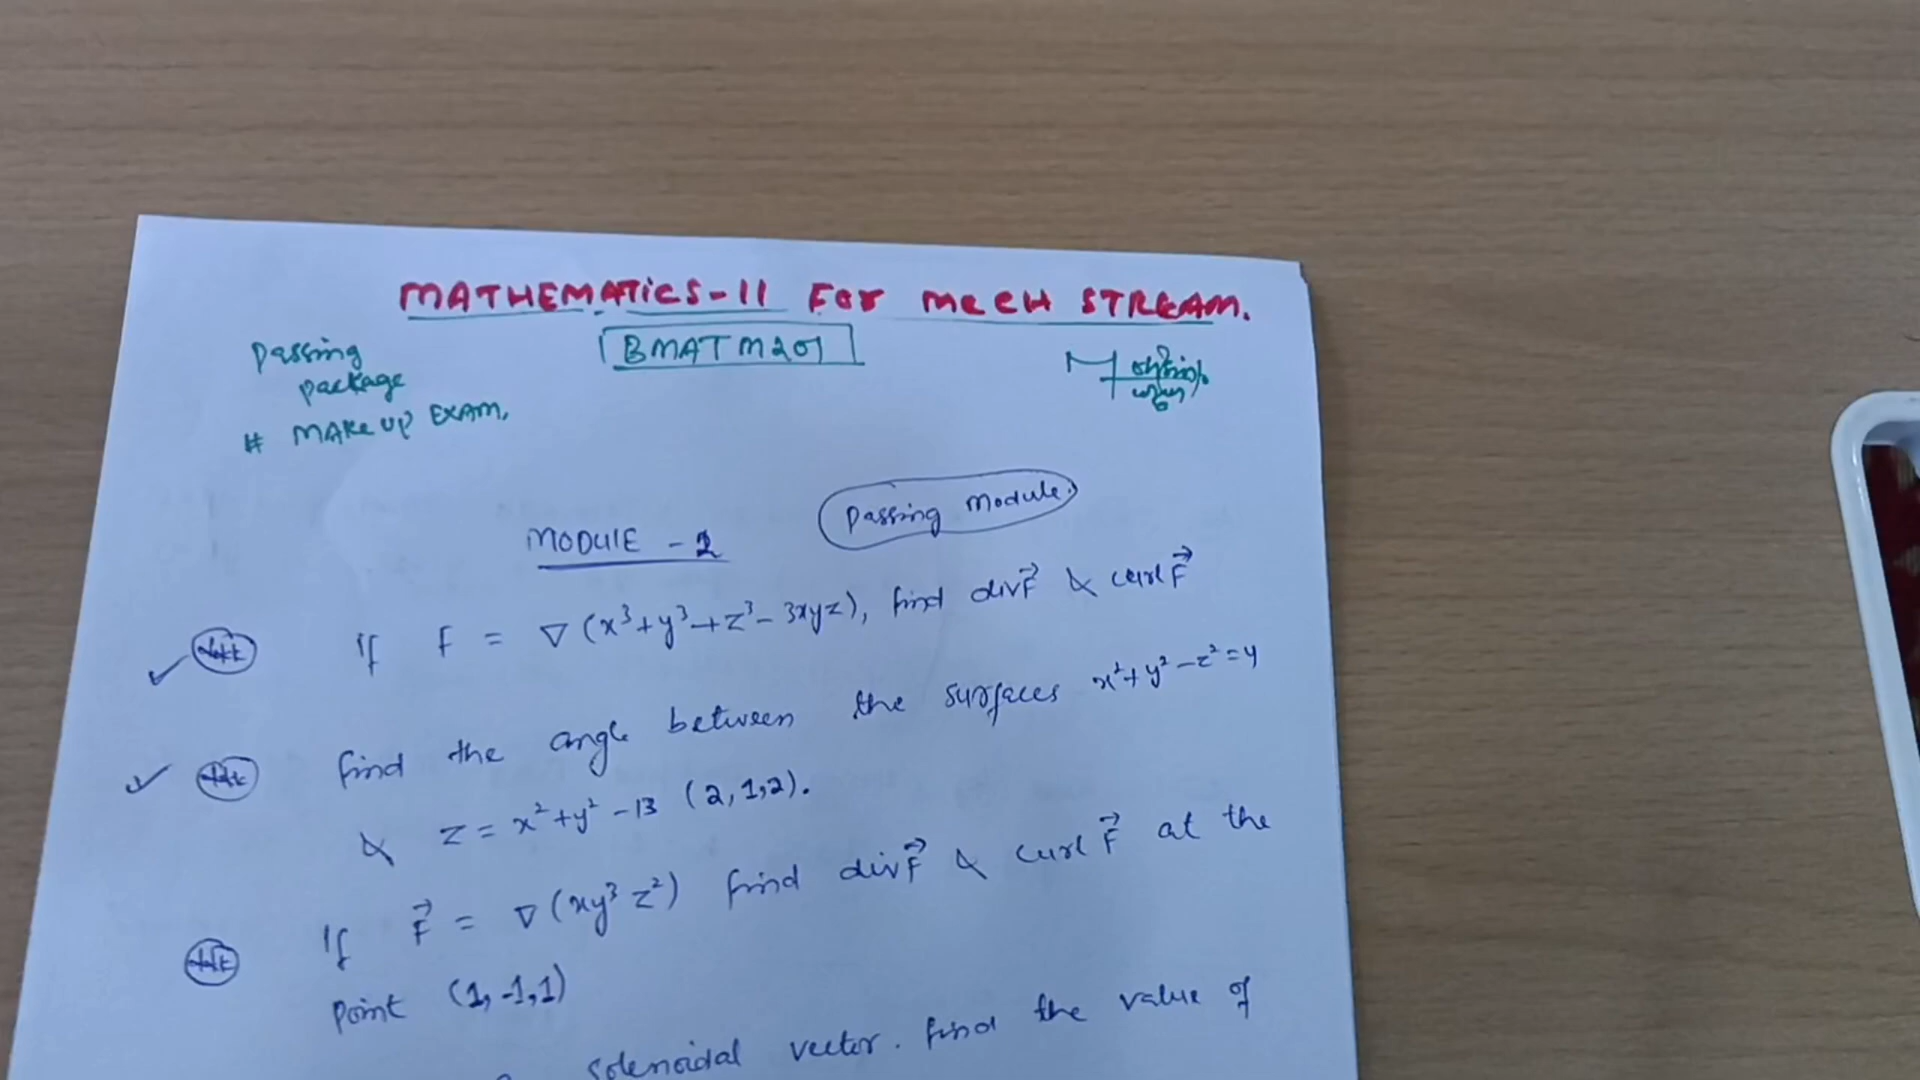 MATHEMATICS-II FOR MECH STREAM.
BMATM201
Passing
package
# MAKE UP EXAM.
Passing Module.
MODULE - 2
If F = ∇ (x³+y³+z³-3xyz), find div F⃗ & curl F⃗
find the angle between the surfaces x²+y²-z²=4
& z = x²+y²-13 (2,1,2).
If F⃗ = ∇(xy³z²) find div F⃗ & curl F⃗ at the
point (1,-1,1)
solenoidal vector. find the value of